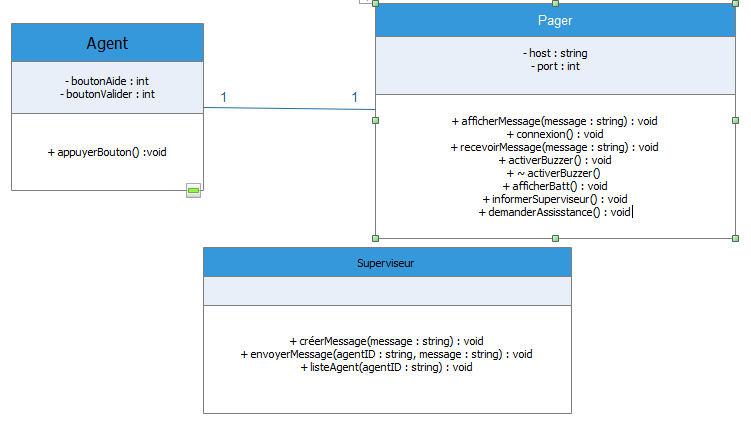 Agent
- boutonAide : int
- boutonValider : int
+ appuyerBouton() :void
1
1
Pager
- host : string
- port : int
+ afficherMessage(message : string) : void
+ connexion() : void
+ recevoirMessage(message : string) : void
+ activerBuzzer() : void
+ ~ activerBuzzer()
+ afficherBatt() : void
+ informerSuperviseur() : void
+ demanderAssisstance() : void
Superviseur
+ créerMessage(message : string) : void
+ envoyerMessage(agentID : string, message : string) : void
+ listeAgent(agentID : string) : void